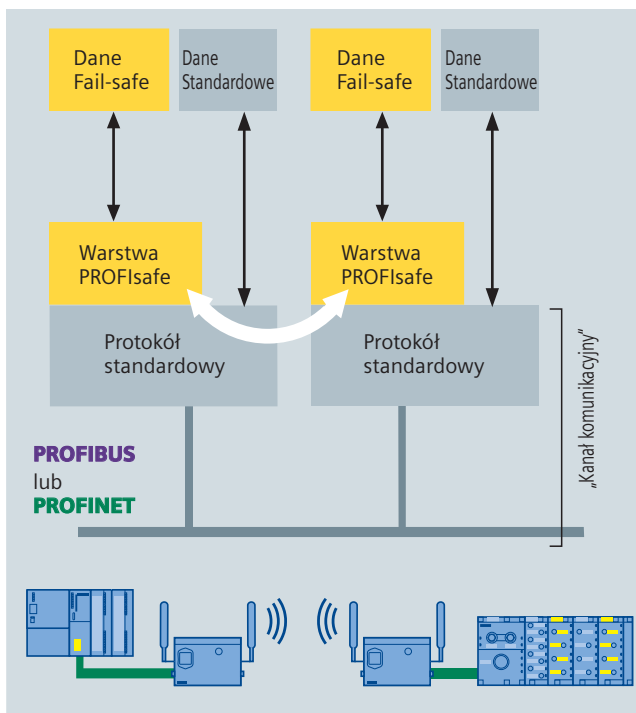 Dane
Fail-safe
Dane
Standardowe
Dane
Fail-safe
Dane
Standardowe
Warstwa
PROFIsafe
Warstwa
PROFIsafe
Protokół
standardowy
Protokół
standardowy
„Kanał komunikacyjny”
PROFIBUS
lub
PROFINET